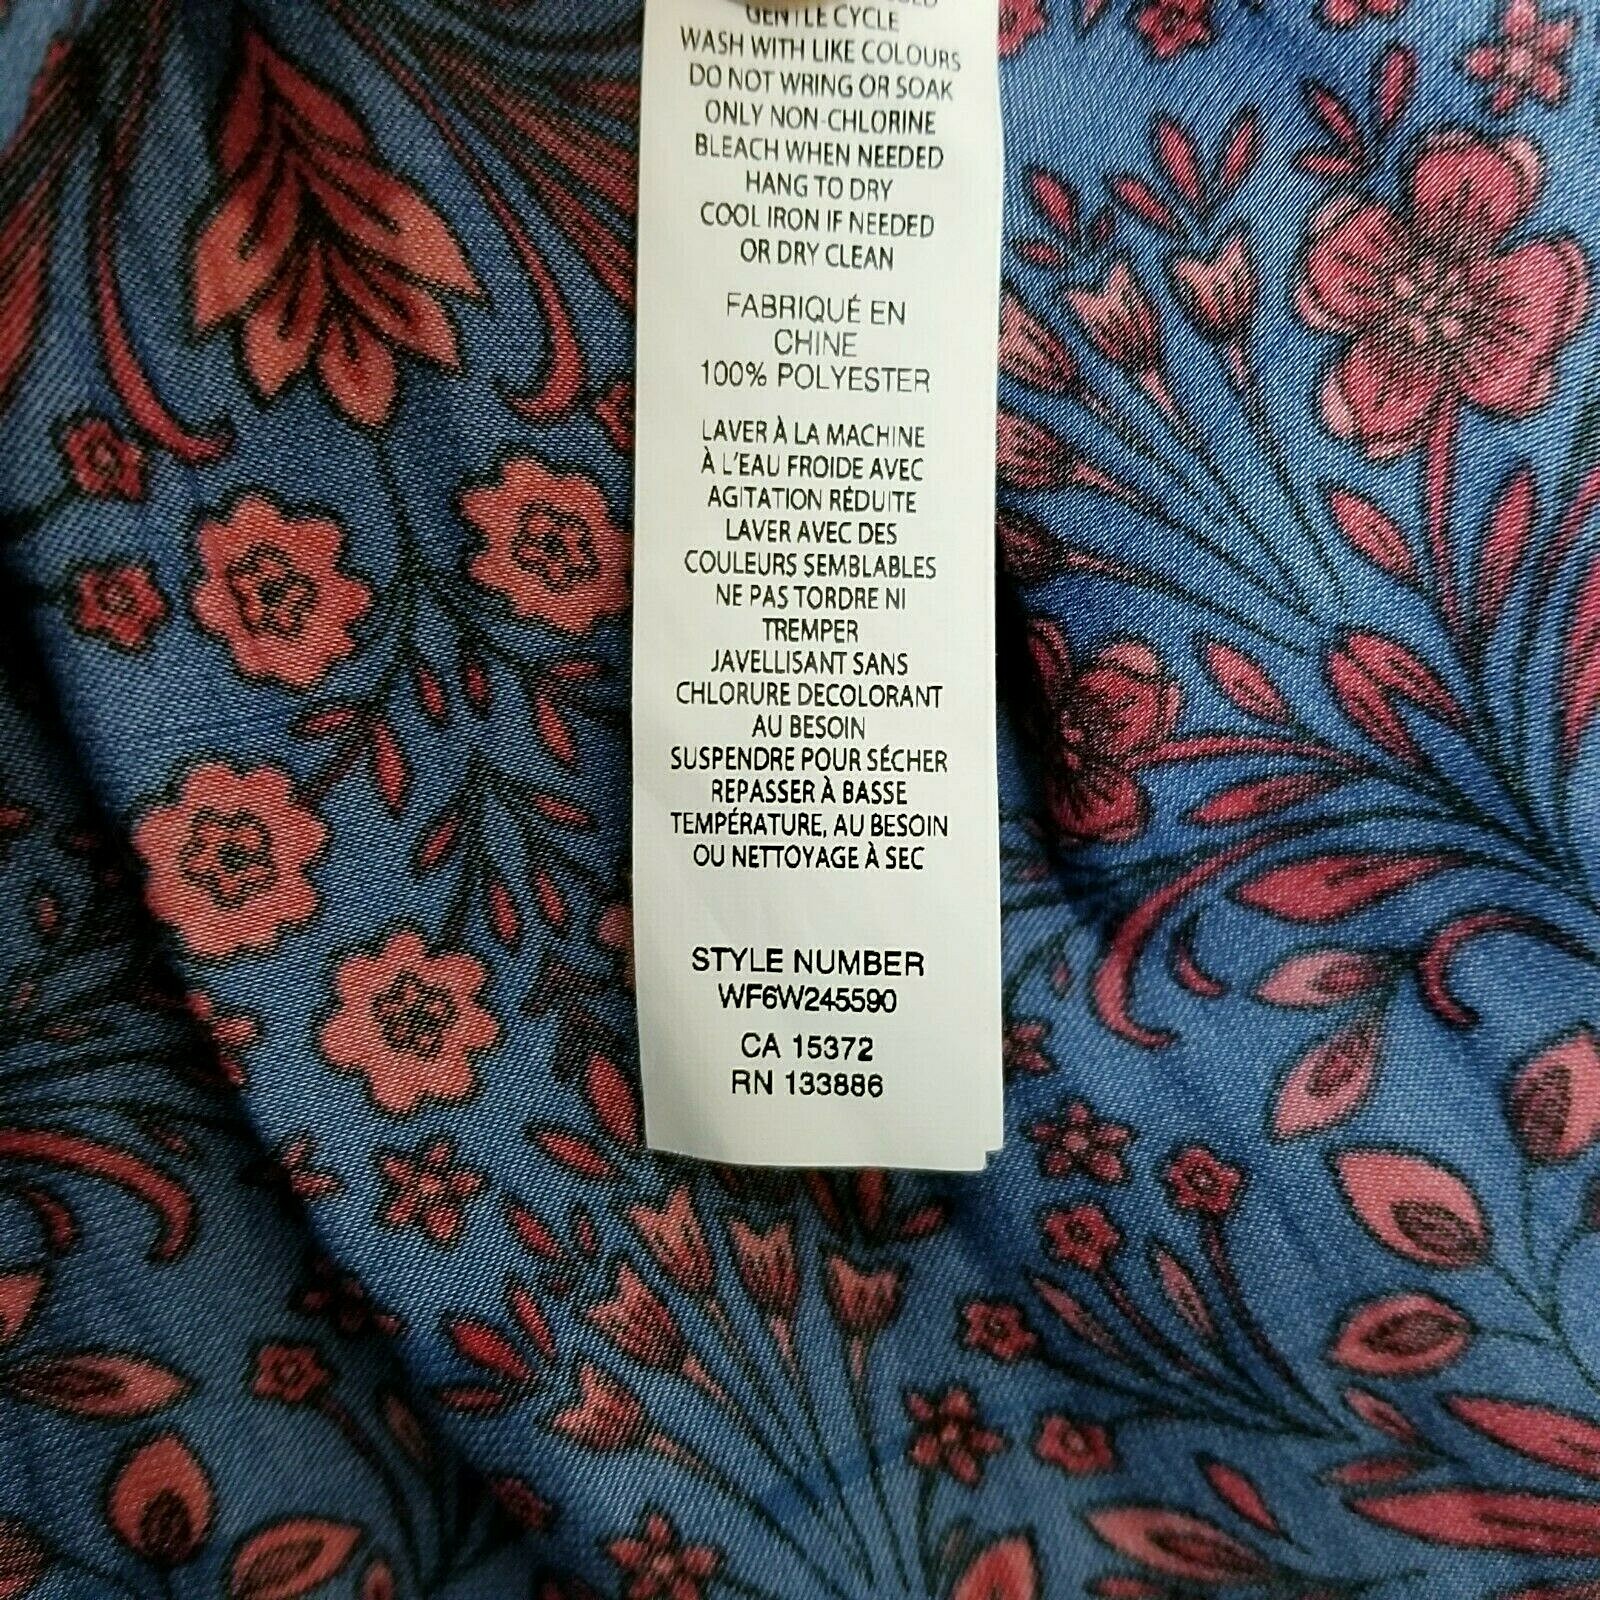 GENTLE CYCLE
WASH WITH LIKE COLOURS
DO NOT WRING OR SOAK
ONLY NON-CHLORINE
BLEACH WHEN NEEDED
HANG TO DRY
COOL IRON IF NEEDED
OR DRY CLEAN
FABRIQUÉ EN
CHINE
100% POLYESTER
LAVER À LA MACHINE
À L'EAU FROIDE AVEC
AGITATION RÉDUITE
LAVER AVEC DES
COULEURS SEMBLABLES
NE PAS TORDRE NI
TREMPER
JAVELLISANT SANS
CHLORURE DECOLORANT
AU BESOIN
SUSPENDRE POUR SÉCHER
REPASSER À BASSE
TEMPÉRATURE, AU BESOIN
OU NETTOYAGE À SEC
STYLE NUMBER
WF6W245590
CA 15372
RN 133886